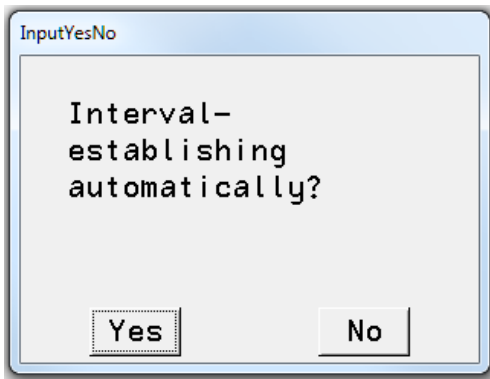 InputYesNo
Interval-
establishing
automatically?
Yes No